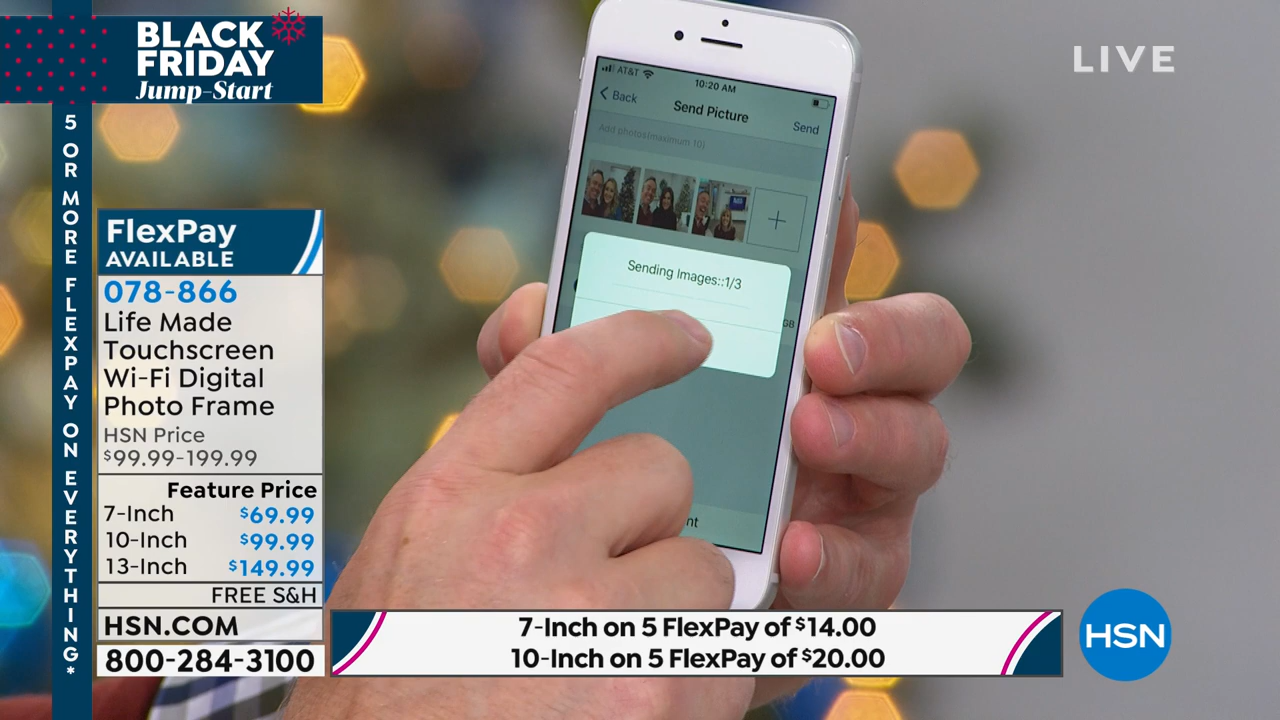 BLACK
FRIDAY
Jump-Start
LIVE
5 OR MORE FLEXPAY ON EVERYTHING*
FlexPay
AVAILABLE
078-866
Life Made
Touchscreen
Wi-Fi Digital
Photo Frame
HSN Price
$99.99-199.99
Feature Price
7-Inch $69.99
10-Inch $99.99
13-Inch $149.99
FREE S&H
HSN.COM
800-284-3100
AT&T 10:20 AM
Back Send Picture Send
Add photos(maximum 10)
Sending Images::1/3
GB
7-Inch on 5 FlexPay of $14.00
10-Inch on 5 FlexPay of $20.00
HSN